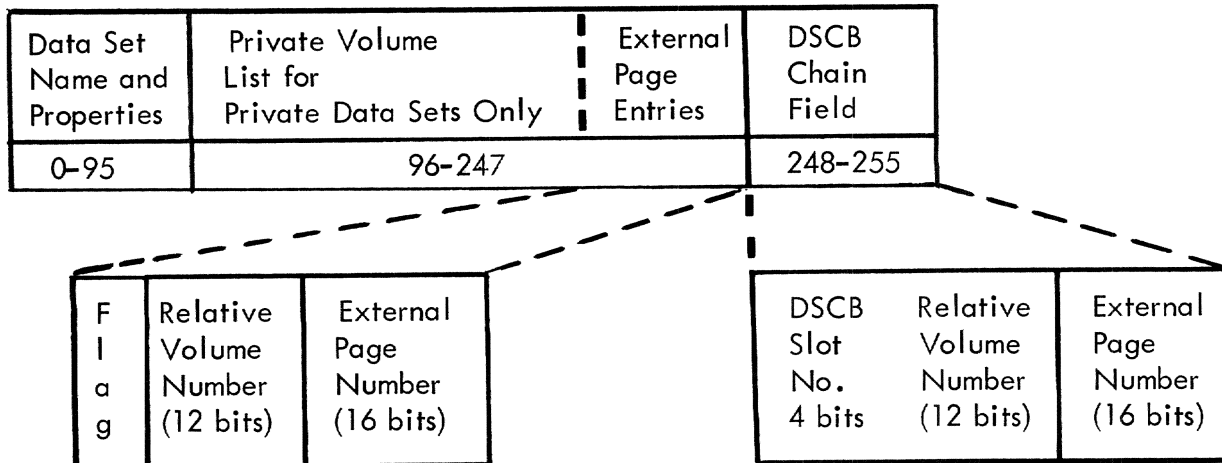 Data Set
Name and
Properties
Private Volume
List for
Private Data Sets Only
External
Page
Entries
DSCB
Chain
Field
0-95
96-247
248-255
F
l
a
g
Relative
Volume
Number
(12 bits)
External
Page
Number
(16 bits)
DSCB
Slot
No.
4 bits
Relative
Volume
Number
(12 bits)
External
Page
Number
(16 bits)